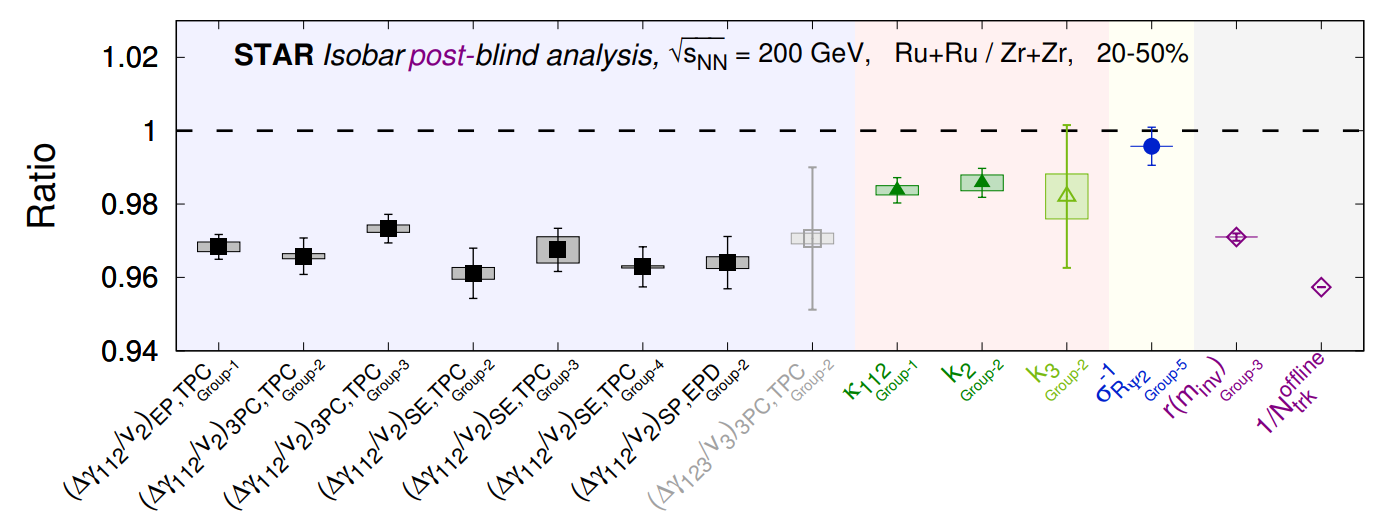 STAR Isobar post-blind analysis, √sNN = 200 GeV, Ru+Ru / Zr+Zr, 20-50%
Ratio
1.02
1
0.98
0.96
0.94
(Δγ112/v2)EP,TPC
Group-1
(Δγ112/v2)3PC,TPC
Group-2
(Δγ112/v2)3PC,TPC
Group-3
(Δγ112/v2)SE,TPC
Group-2
(Δγ112/v2)SE,TPC
Group-3
(Δγ112/v2)SE,TPC
Group-4
(Δγ112/v2)SP,EPD
Group-2
(Δγ123/v3)3PC,TPC
Group-2
κ112
Group-1
k2
Group-2
k3
Group-2
σ-1RΨ2
Group-5
r(minv)
Group-3
1/Noffline trk